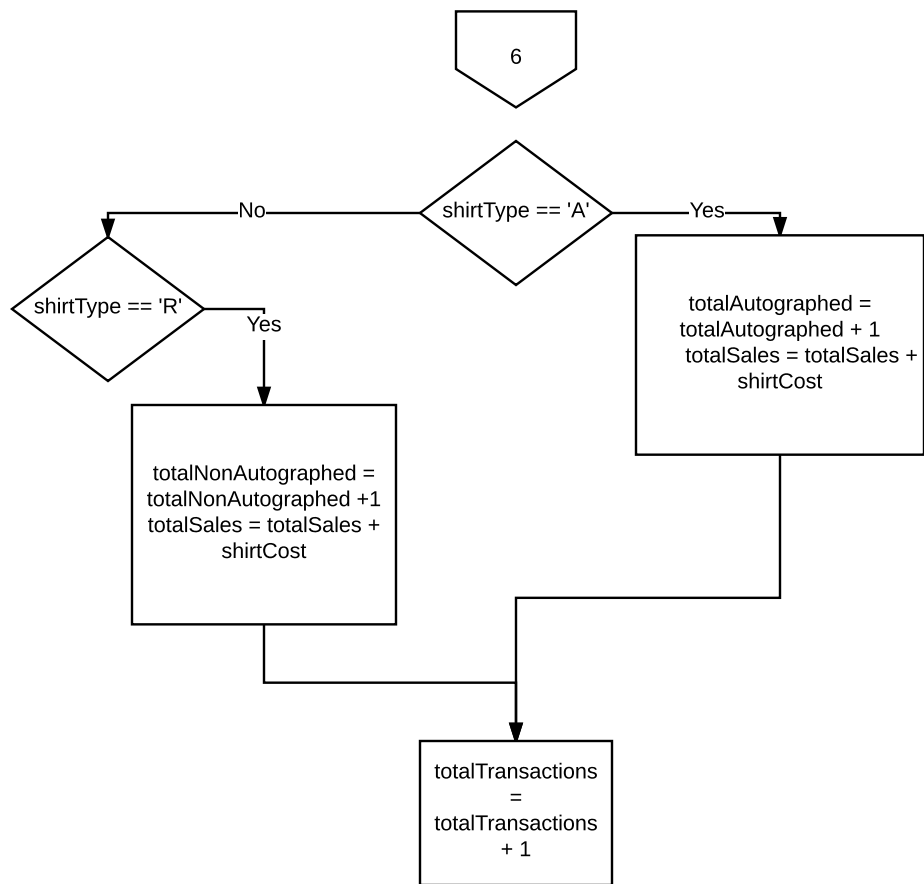 6
shirtType == 'A'
No
Yes
shirtType == 'R'
Yes
totalAutographed =
totalAutographed + 1
totalSales = totalSales +
shirtCost
totalNonAutographed =
totalNonAutographed +1
totalSales = totalSales +
shirtCost
totalTransactions
=
totalTransactions
+ 1